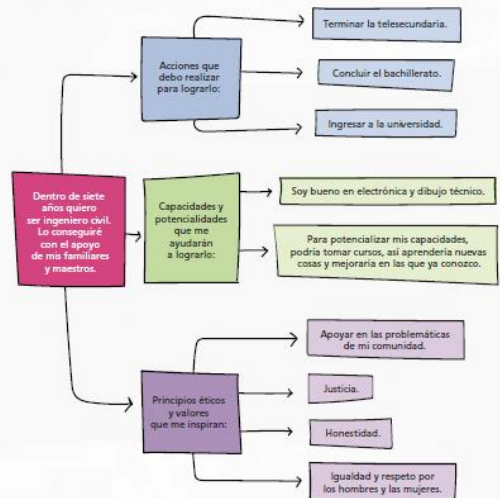 Dentro de siete
años quiero
ser ingeniero civil.
Lo conseguiré
con el apoyo
de mis familiares
y maestros.
Acciones que
debo realizar
para lograrlo:
Terminar la telesecundaria.
Concluir el bachillerato.
Ingresar a la universidad.
Capacidades y
potencialidades
que me
ayudarán
a lograrlo:
Soy bueno en electrónica y dibujo técnico.
Para potencializar mis capacidades,
podría tomar cursos, así aprendería nuevas
cosas y mejoraría en las que ya conozco.
Principios éticos
y valores
que me inspiran:
Apoyar en las problemáticas
de mi comunidad.
Justicia.
Honestidad.
Igualdad y respeto por
los hombres y las mujeres.